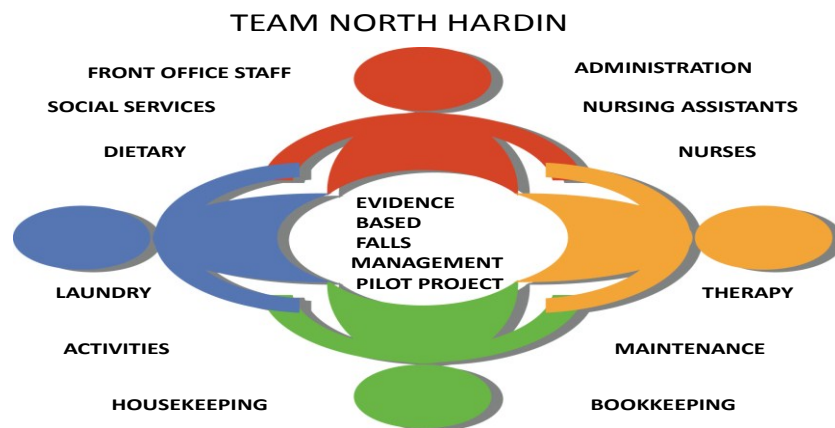 TEAM NORTH HARDIN
FRONT OFFICE STAFF
ADMINISTRATION
SOCIAL SERVICES
NURSING ASSISTANTS
DIETARY
NURSES
EVIDENCE
BASED
FALLS
MANAGEMENT
PILOT PROJECT
LAUNDRY
THERAPY
ACTIVITIES
MAINTENANCE
HOUSEKEEPING
BOOKKEEPING